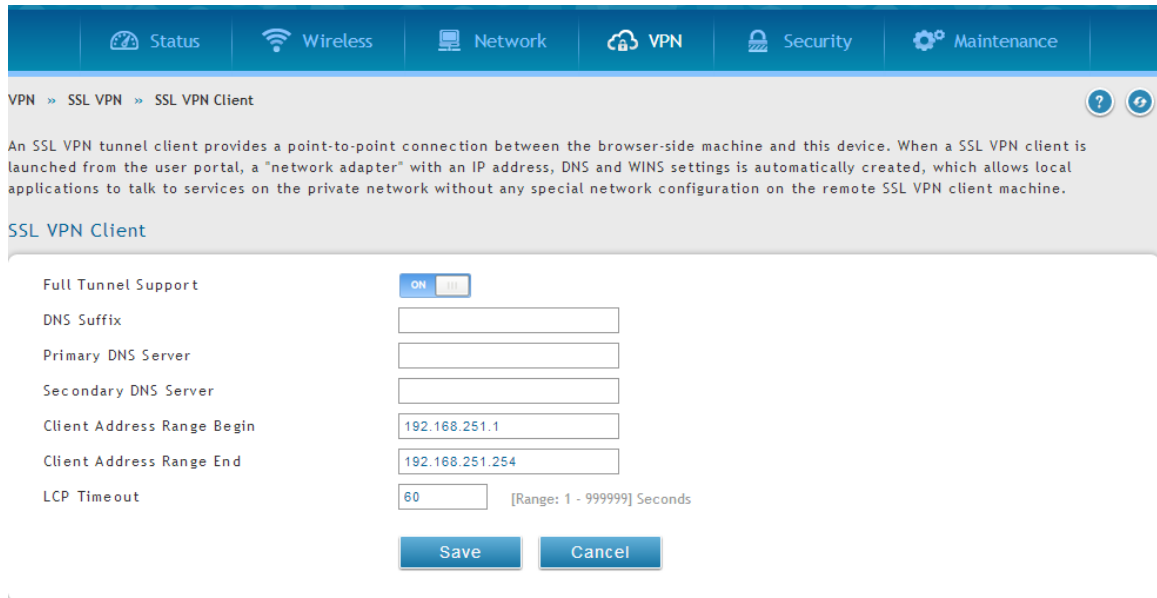 Status Wireless Network VPN Security Maintenance
VPN » SSL VPN » SSL VPN Client
An SSL VPN tunnel client provides a point-to-point connection between the browser-side machine and this device. When a SSL VPN client is
launched from the user portal, a "network adapter" with an IP address, DNS and WINS settings is automatically created, which allows local
applications to talk to services on the private network without any special network configuration on the remote SSL VPN client machine.
SSL VPN Client
Full Tunnel Support ON
DNS Suffix
Primary DNS Server
Secondary DNS Server
Client Address Range Begin 192.168.251.1
Client Address Range End 192.168.251.254
LCP Timeout 60 [Range: 1 - 999999] Seconds
Save Cancel